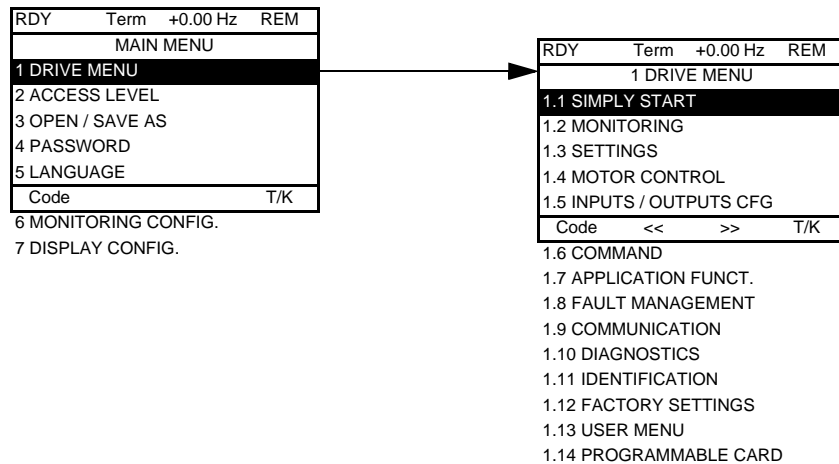 RDY Term +0.00 Hz REM
MAIN MENU
1 DRIVE MENU
2 ACCESS LEVEL
3 OPEN / SAVE AS
4 PASSWORD
5 LANGUAGE
Code T/K
6 MONITORING CONFIG.
7 DISPLAY CONFIG.
RDY Term +0.00 Hz REM
1 DRIVE MENU
1.1 SIMPLY START
1.2 MONITORING
1.3 SETTINGS
1.4 MOTOR CONTROL
1.5 INPUTS / OUTPUTS CFG
Code << >> T/K
1.6 COMMAND
1.7 APPLICATION FUNCT.
1.8 FAULT MANAGEMENT
1.9 COMMUNICATION
1.10 DIAGNOSTICS
1.11 IDENTIFICATION
1.12 FACTORY SETTINGS
1.13 USER MENU
1.14 PROGRAMMABLE CARD